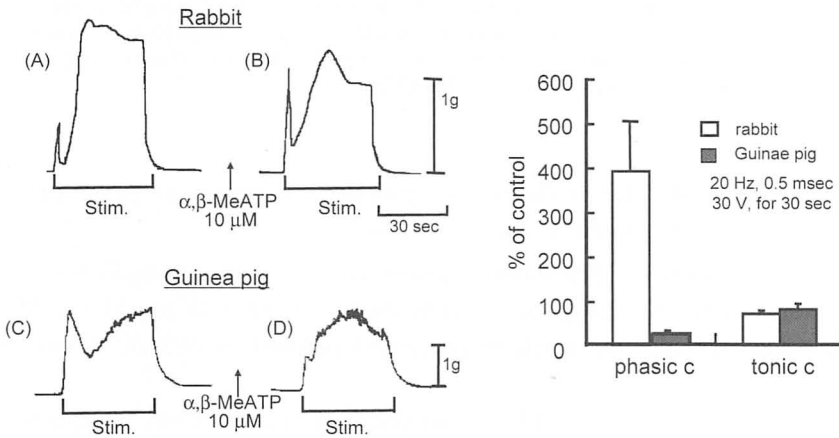 Rabbit
(A)
(B)
1g
Stim.
α,β-MeATP
10 μM
Stim.
30 sec
Guinea pig
(C)
(D)
1g
Stim.
α,β-MeATP
10 μM
Stim.
% of control
600
500
400
300
200
100
0
rabbit
Guinae pig
20 Hz, 0.5 msec
30 V, for 30 sec
phasic c
tonic c